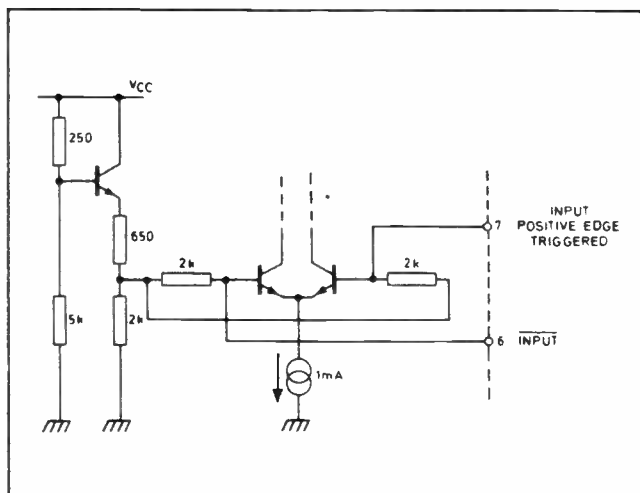 VCC
250
650
2k
2k
5k
2k
1mA
7
INPUT
POSITIVE EDGE
TRIGGERED
6
INPUT